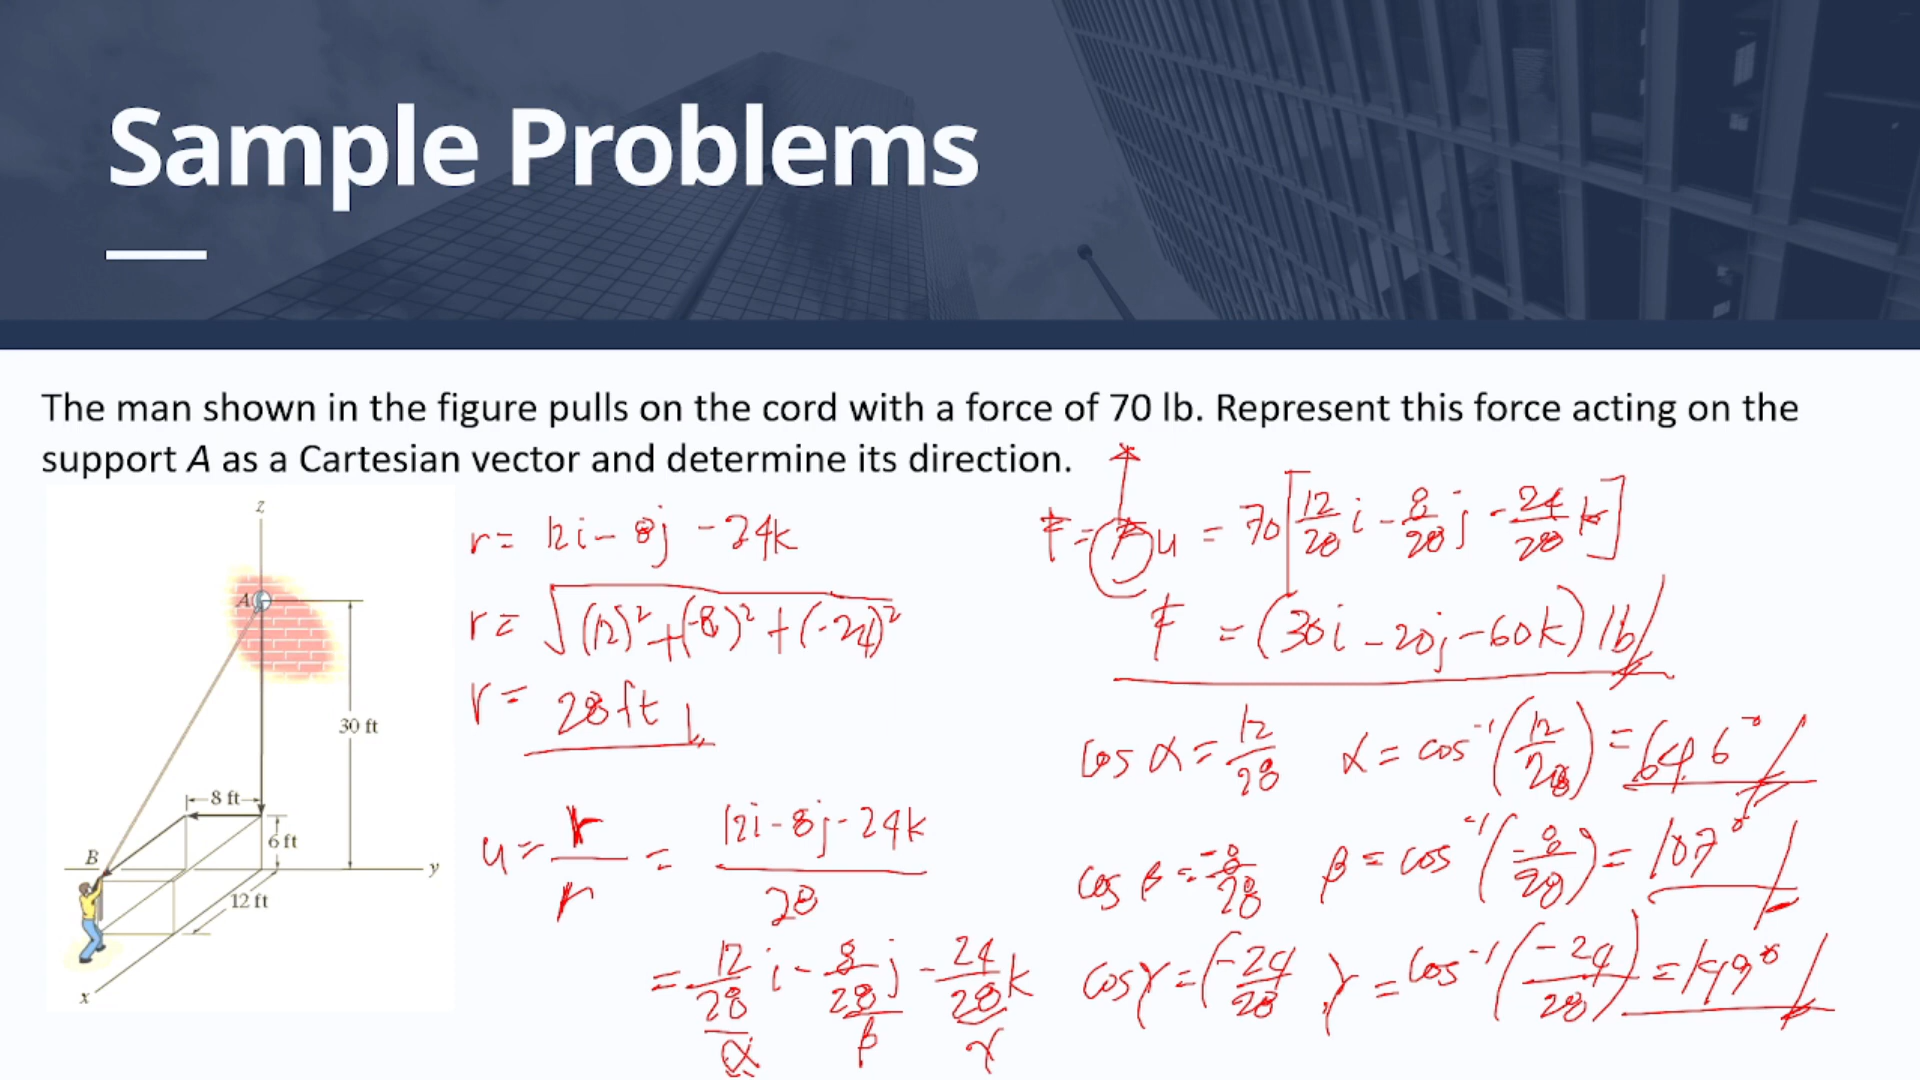 Sample Problems
The man shown in the figure pulls on the cord with a force of 70 lb. Represent this force acting on the
support A as a Cartesian vector and determine its direction.
z
A
30 ft
8 ft
6 ft
B
y
12 ft
x
r = 12i - 8j - 24k
r = √(12)² + (-8)² + (-24)²
r = 28 ft
u = r/r = 12i - 8j - 24k / 28
= 12/28 i - 8/28 j - 24/28 k
α β γ
F = Fu = 70[12/28 i - 8/28 j - 24/28 k]
F = (30i - 20j - 60k) lb
cos α = 12/28 α = cos⁻¹(12/28) = 64.6°
cos β = -8/28 β = cos⁻¹(-8/28) = 107°
cos γ = (-24/28 γ = cos⁻¹(-24/28) = 149°